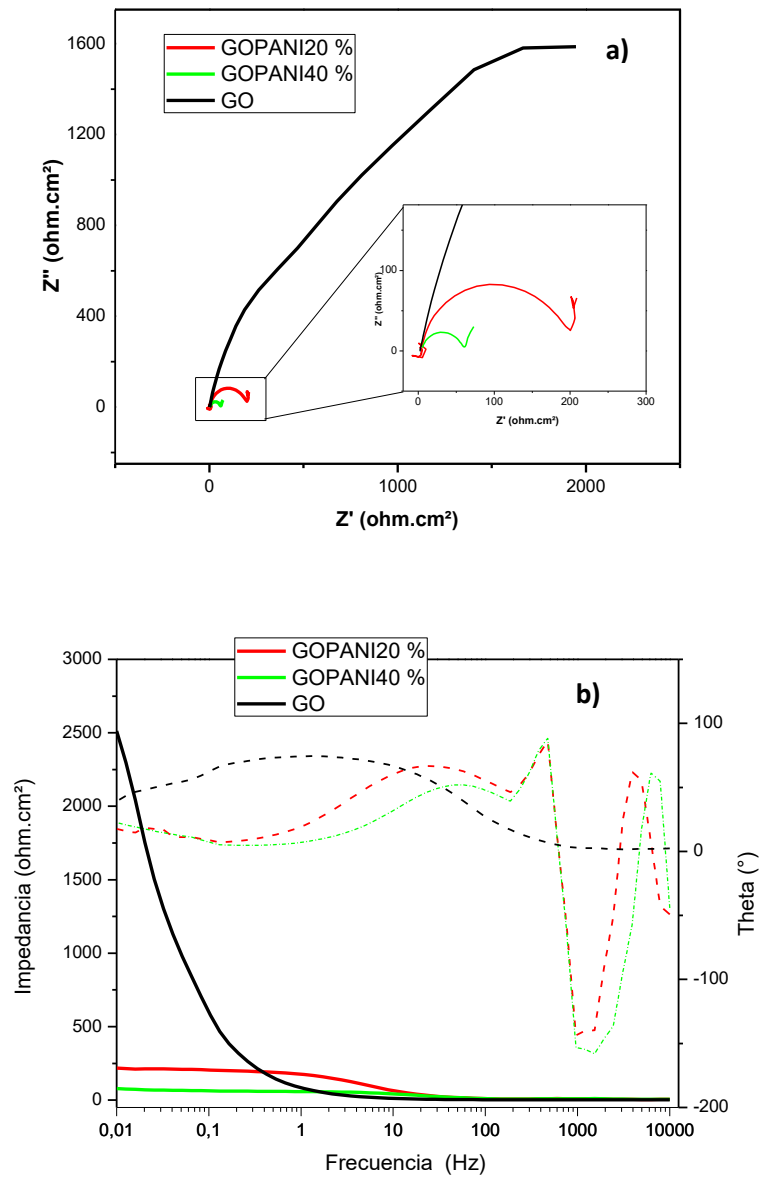 a)
GOPANI20 %
GOPANI40 %
GO
1600
1200
800
400
0
Z'' (ohm.cm²)
0
1000
2000
Z' (ohm.cm²)
100
0
Z'' (ohm.cm²)
0
100
200
300
Z' (ohm.cm²)
GOPANI20 %
GOPANI40 %
GO
b)
3000
2500
2000
1500
1000
500
0
Impedancia (ohm.cm²)
100
0
-100
-200
Theta (°)
0,01
0,1
1
10
100
1000
10000
Frecuencia (Hz)